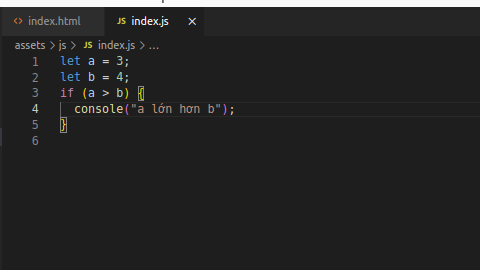 index.html JS index.js ×
assets > js > JS index.js > ...
1 let a = 3;
2 let b = 4;
3 if (a > b) {
4 console("a lớn hơn b");
5 }
6